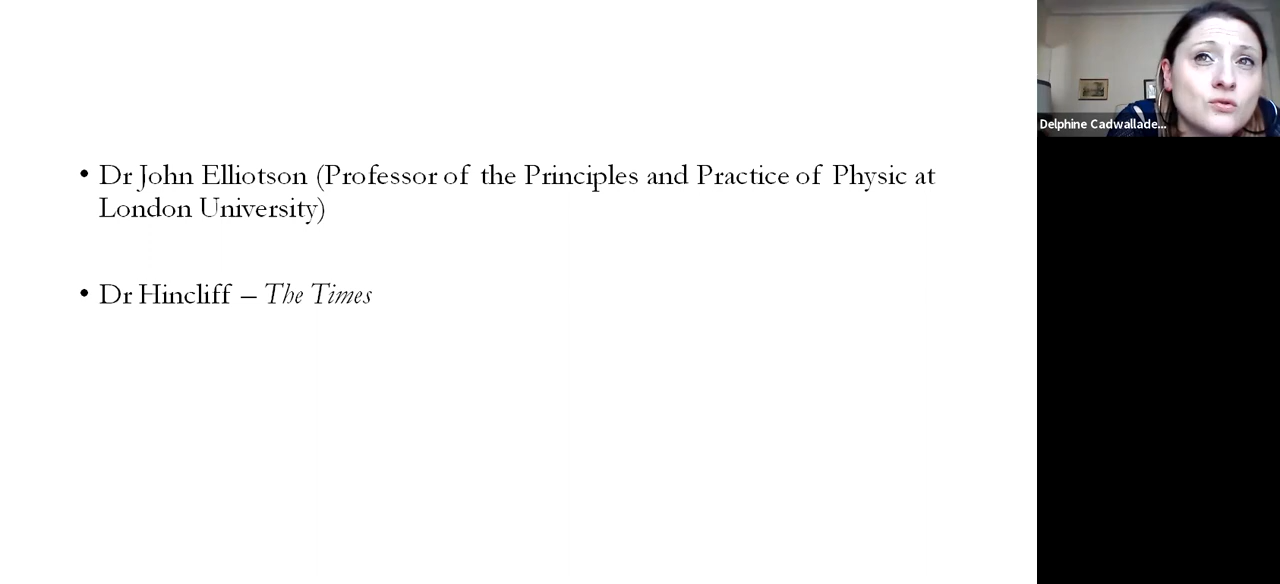 • Dr John Elliotson (Professor of the Principles and Practice of Physic at
London University)
• Dr Hincliff – The Times
Delphine Cadwallade...